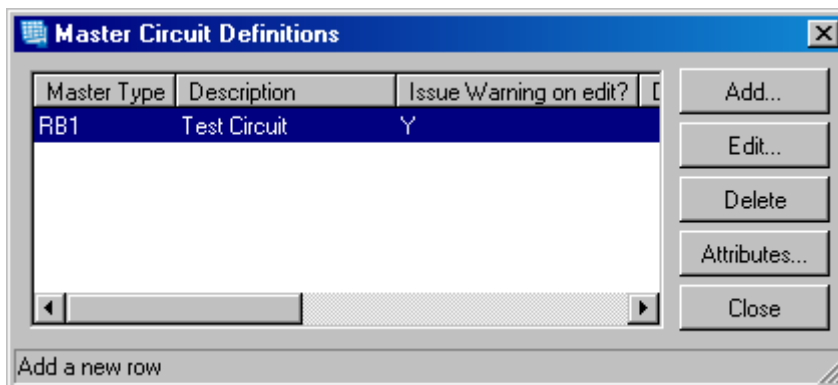 Master Circuit Definitions
Master Type Description Issue Warning on edit?
RB1 Test Circuit Y
Add...
Edit...
Delete
Attributes...
Close
Add a new row